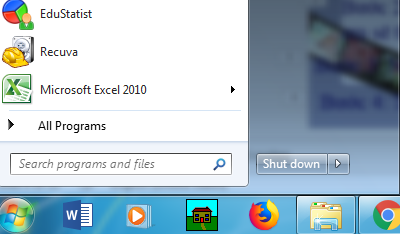 EduStatist
Recuva
Microsoft Excel 2010
All Programs
Search programs and files
Shut down